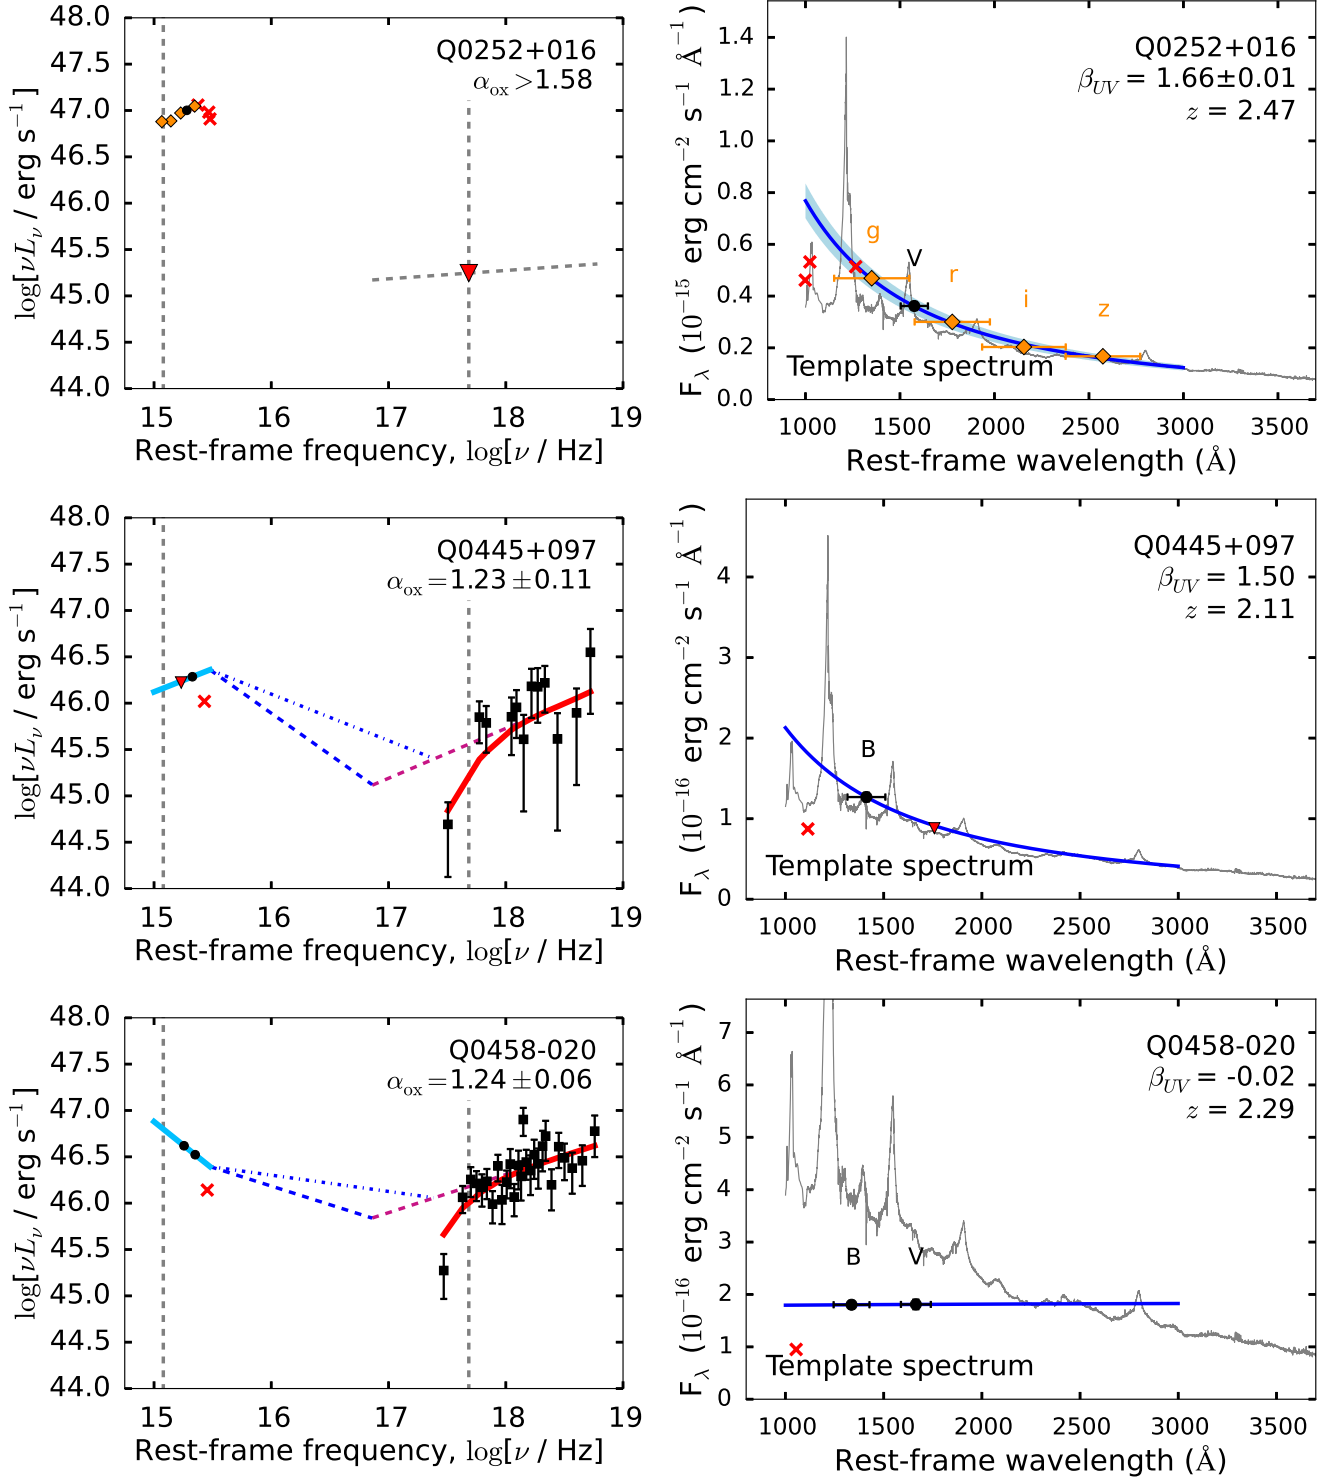 48.0
47.5
47.0
46.5
46.0
45.5
45.0
44.5
44.0
log[νLν / erg s⁻¹]
Q0252+016
αox >1.58
15 16 17 18 19
Rest-frame frequency, log[ν / Hz]
1.4
1.2
1.0
0.8
0.6
0.4
0.2
0.0
Fλ (10⁻¹⁵ erg cm⁻² s⁻¹ Å⁻¹)
Q0252+016
βUV = 1.66±0.01
z = 2.47
g
V
r
i
z
Template spectrum
1000 1500 2000 2500 3000 3500
Rest-frame wavelength (Å)
48.0
47.5
47.0
46.5
46.0
45.5
45.0
44.5
44.0
log[νLν / erg s⁻¹]
Q0445+097
αox =1.23 ±0.11
15 16 17 18 19
Rest-frame frequency, log[ν / Hz]
4
3
2
1
0
Fλ (10⁻¹⁶ erg cm⁻² s⁻¹ Å⁻¹)
Q0445+097
βUV = 1.50
z = 2.11
B
Template spectrum
1000 1500 2000 2500 3000 3500
Rest-frame wavelength (Å)
48.0
47.5
47.0
46.5
46.0
45.5
45.0
44.5
44.0
log[νLν / erg s⁻¹]
Q0458-020
αox =1.24 ±0.06
15 16 17 18 19
Rest-frame frequency, log[ν / Hz]
7
6
5
4
3
2
1
0
Fλ (10⁻¹⁶ erg cm⁻² s⁻¹ Å⁻¹)
Q0458-020
βUV = -0.02
z = 2.29
B V
Template spectrum
1000 1500 2000 2500 3000 3500
Rest-frame wavelength (Å)